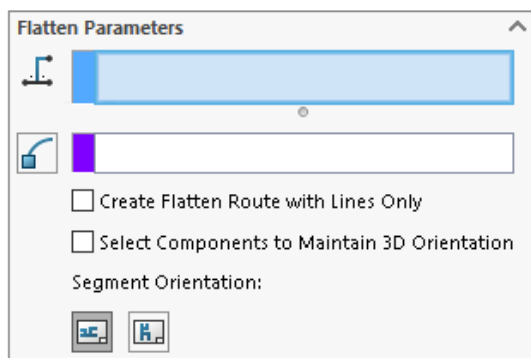 Flatten Parameters
Create Flatten Route with Lines Only
Select Components to Maintain 3D Orientation
Segment Orientation: